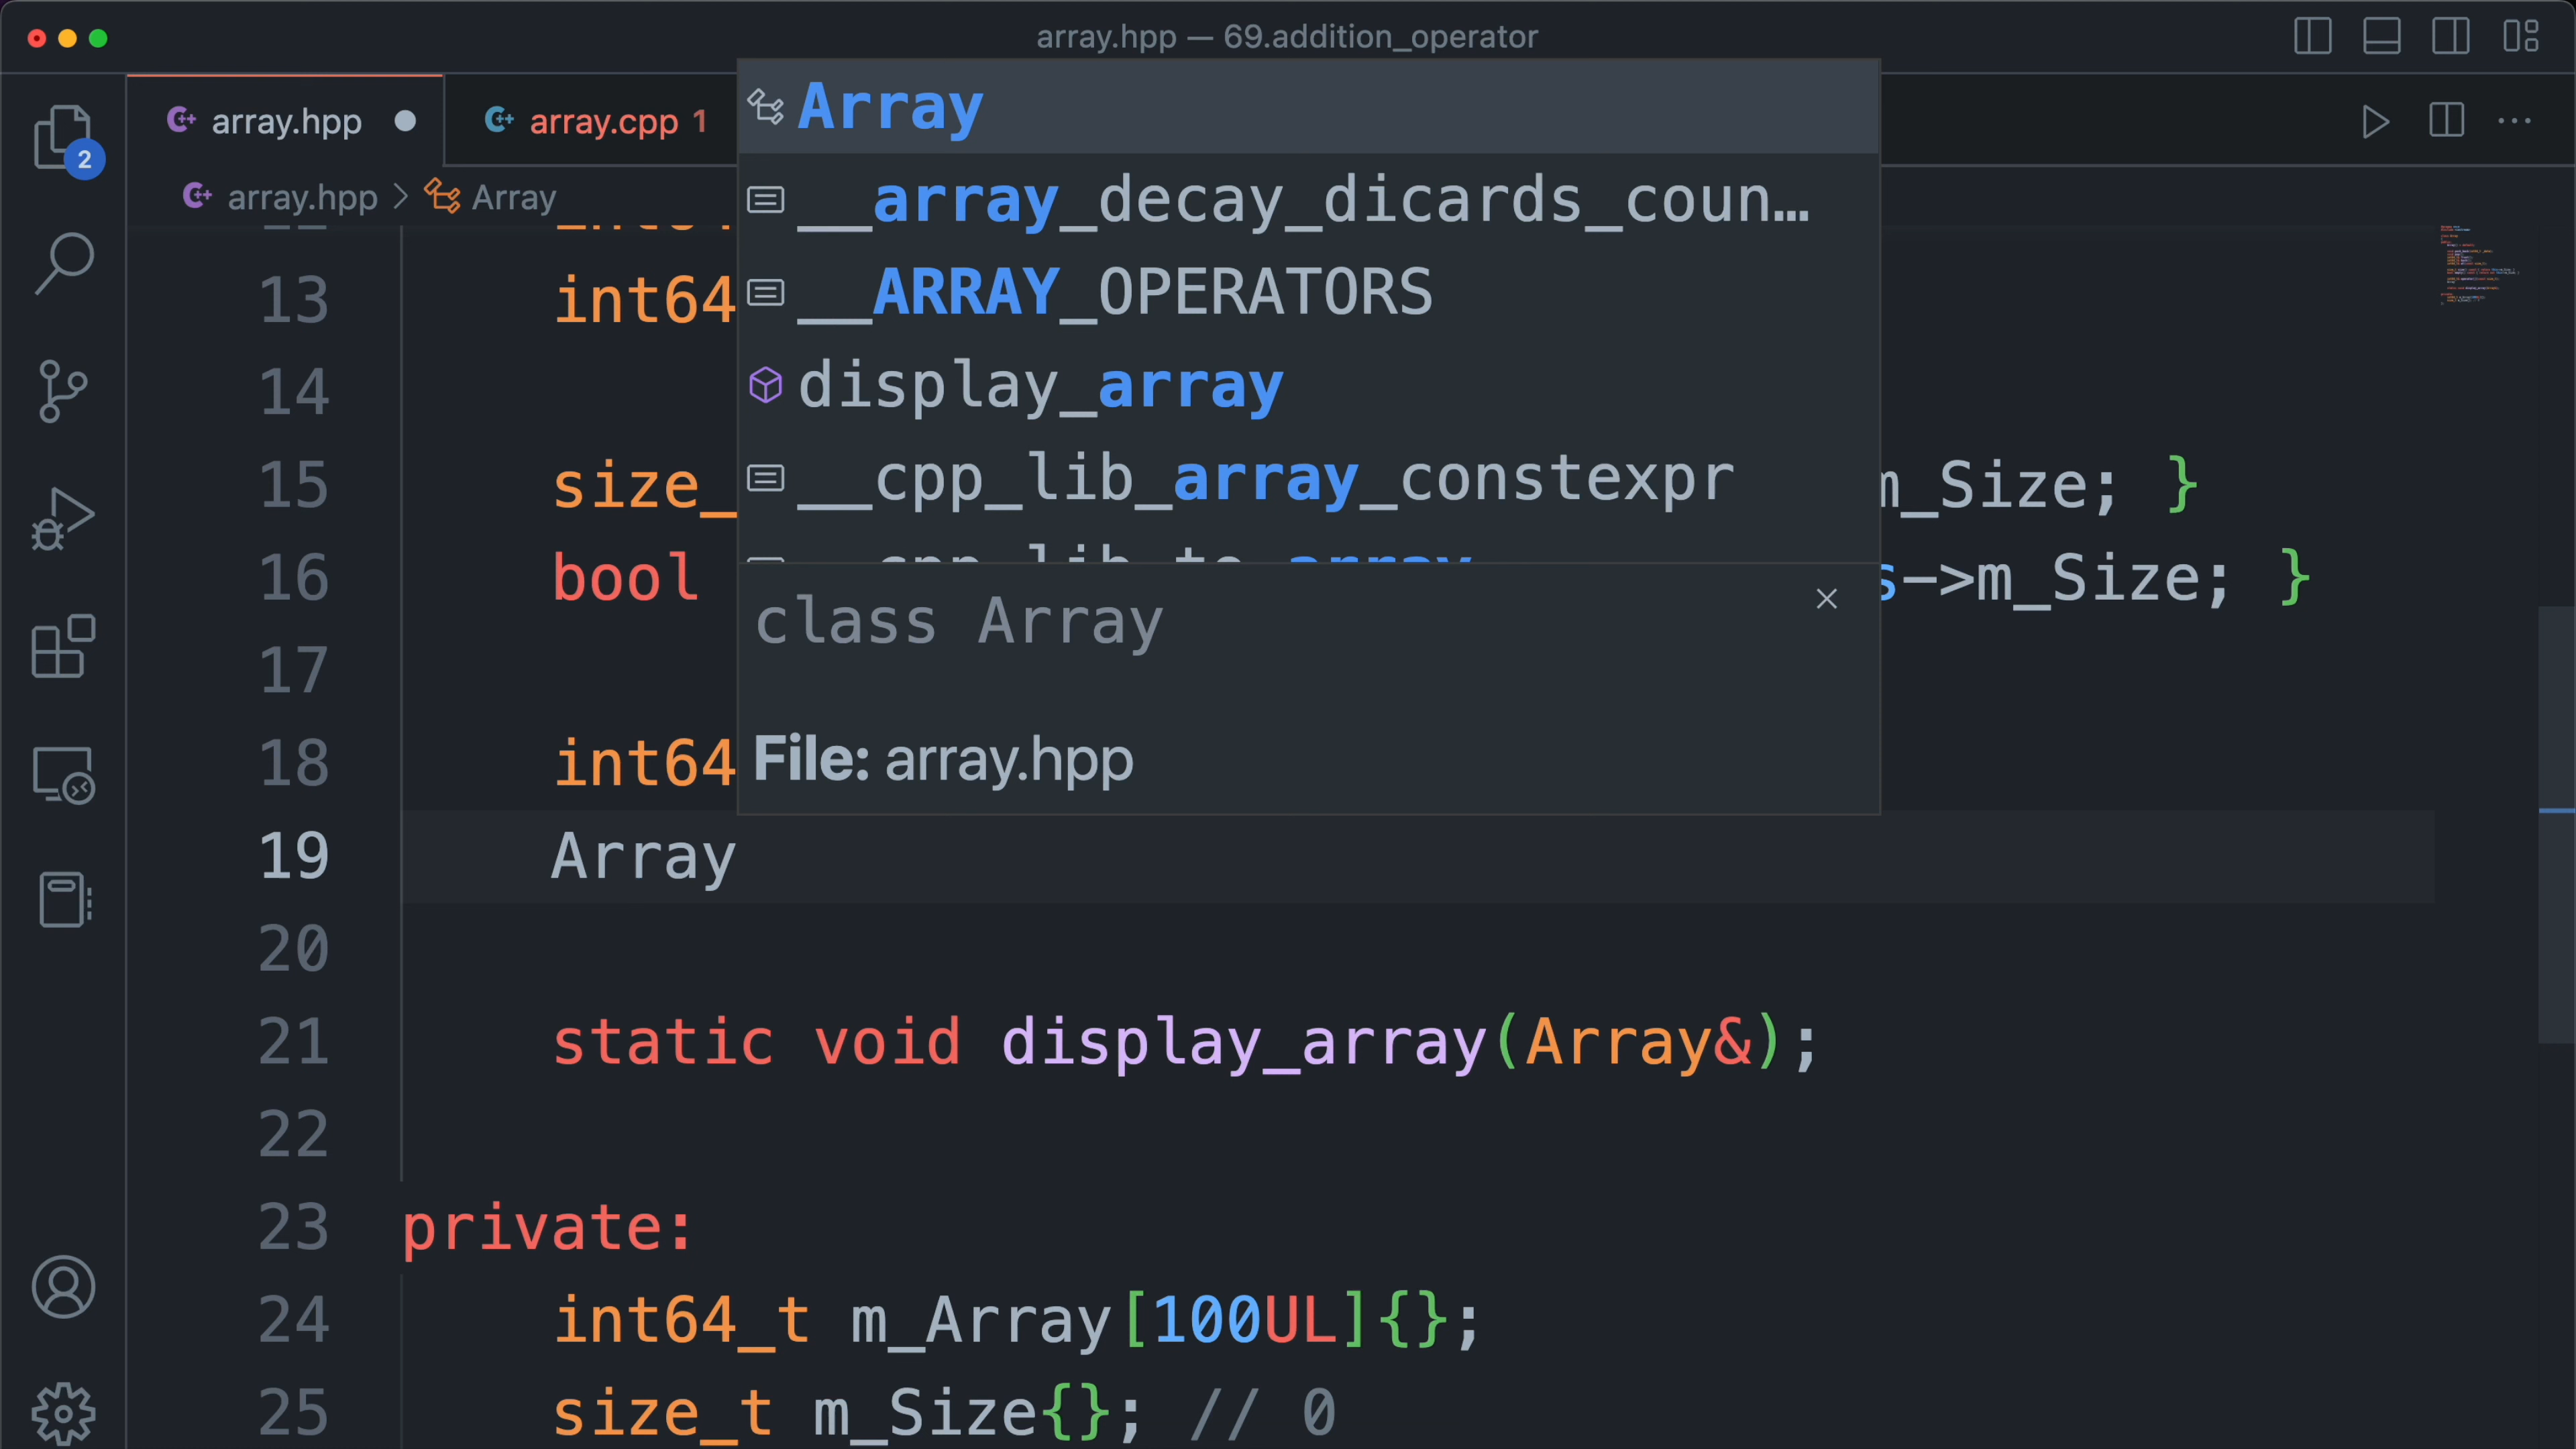 array.hpp — 69.addition_operator
array.hpp
array.cpp 1
2
array.hpp > Array
Array
__array_decay_dicards_coun…
__ARRAY_OPERATORS
display_array
__cpp_lib_array_constexpr
__cpp_lib_to_array
class Array
File: array.hpp
13 int64
14
15 size_ m_Size; }
16 bool s->m_Size; }
17
18 int64
19 Array
20
21 static void display_array(Array&);
22
23 private:
24 int64_t m_Array[100UL]{};
25 size_t m_Size{}; // 0